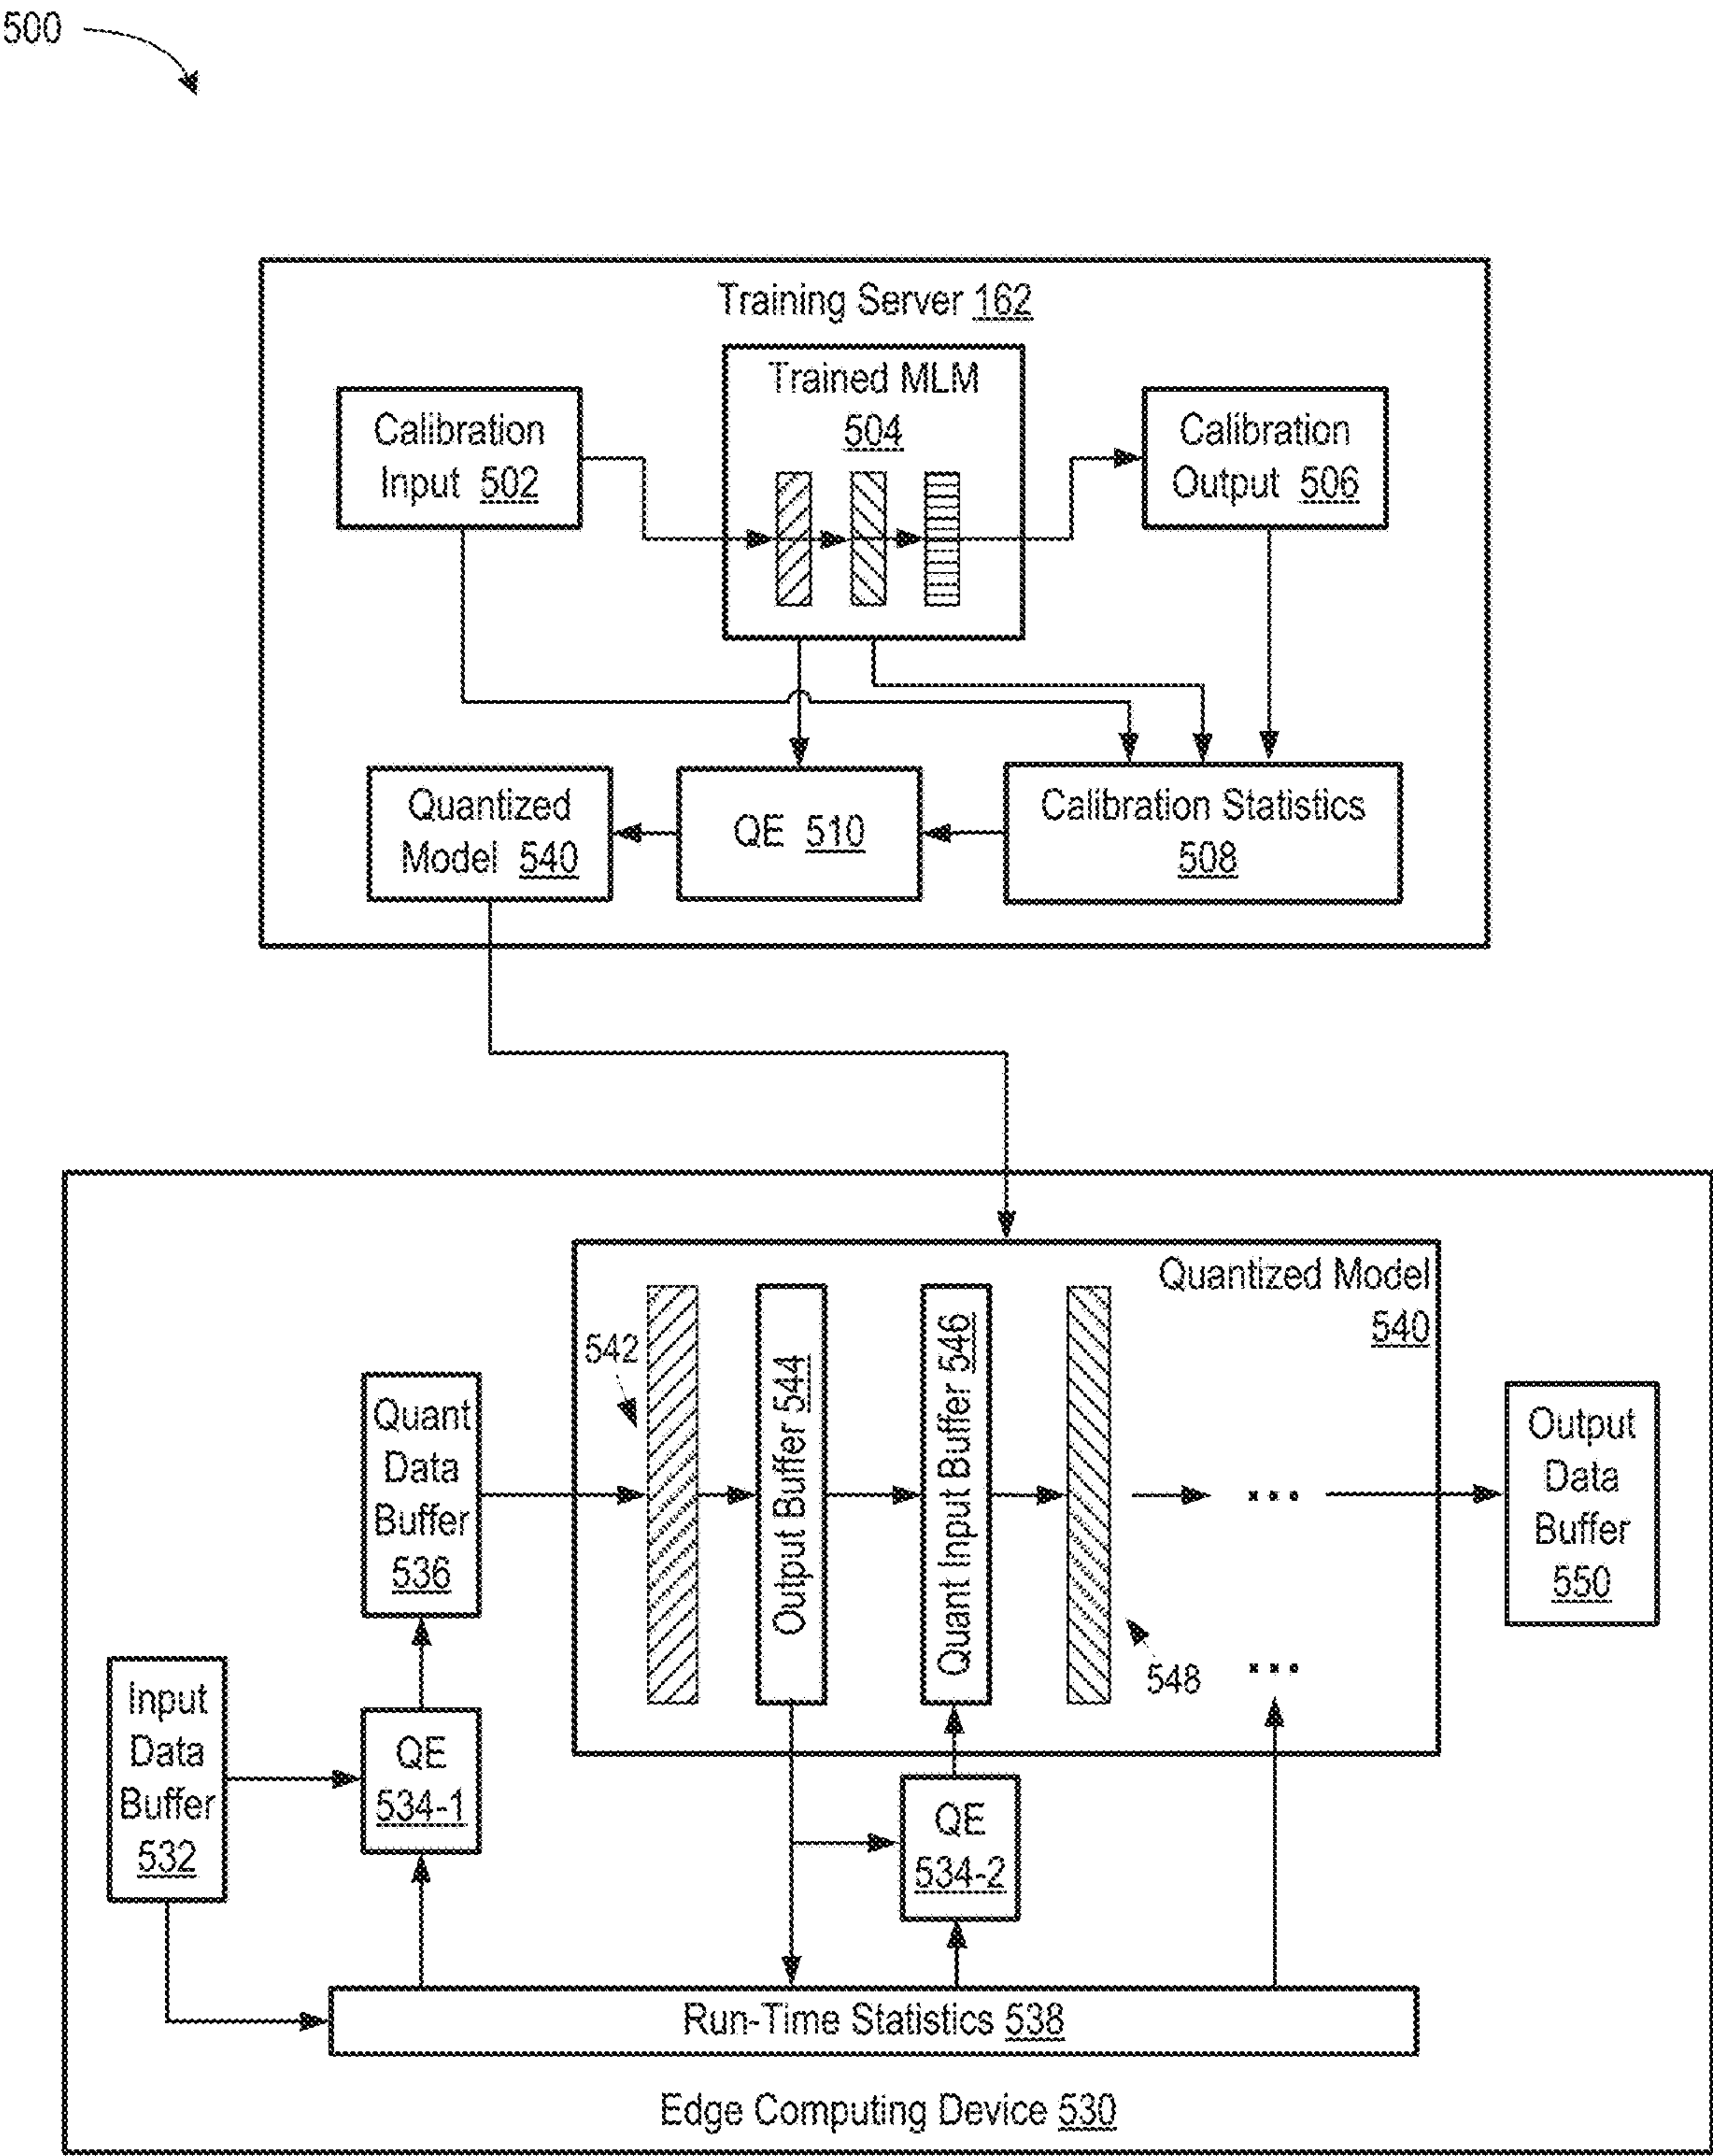 500
Training Server 162
Trained MLM
504
Calibration
Input 502
Calibration
Output 506
Quantized
Model 540
QE 510
Calibration Statistics
508
Quantized Model
540
542
Output Buffer 544
Quant Input Buffer 546
548
...
...
Quant
Data
Buffer
536
Output
Data
Buffer
550
Input
Data
Buffer
532
QE
534-1
QE
534-2
Run-Time Statistics 538
Edge Computing Device 530